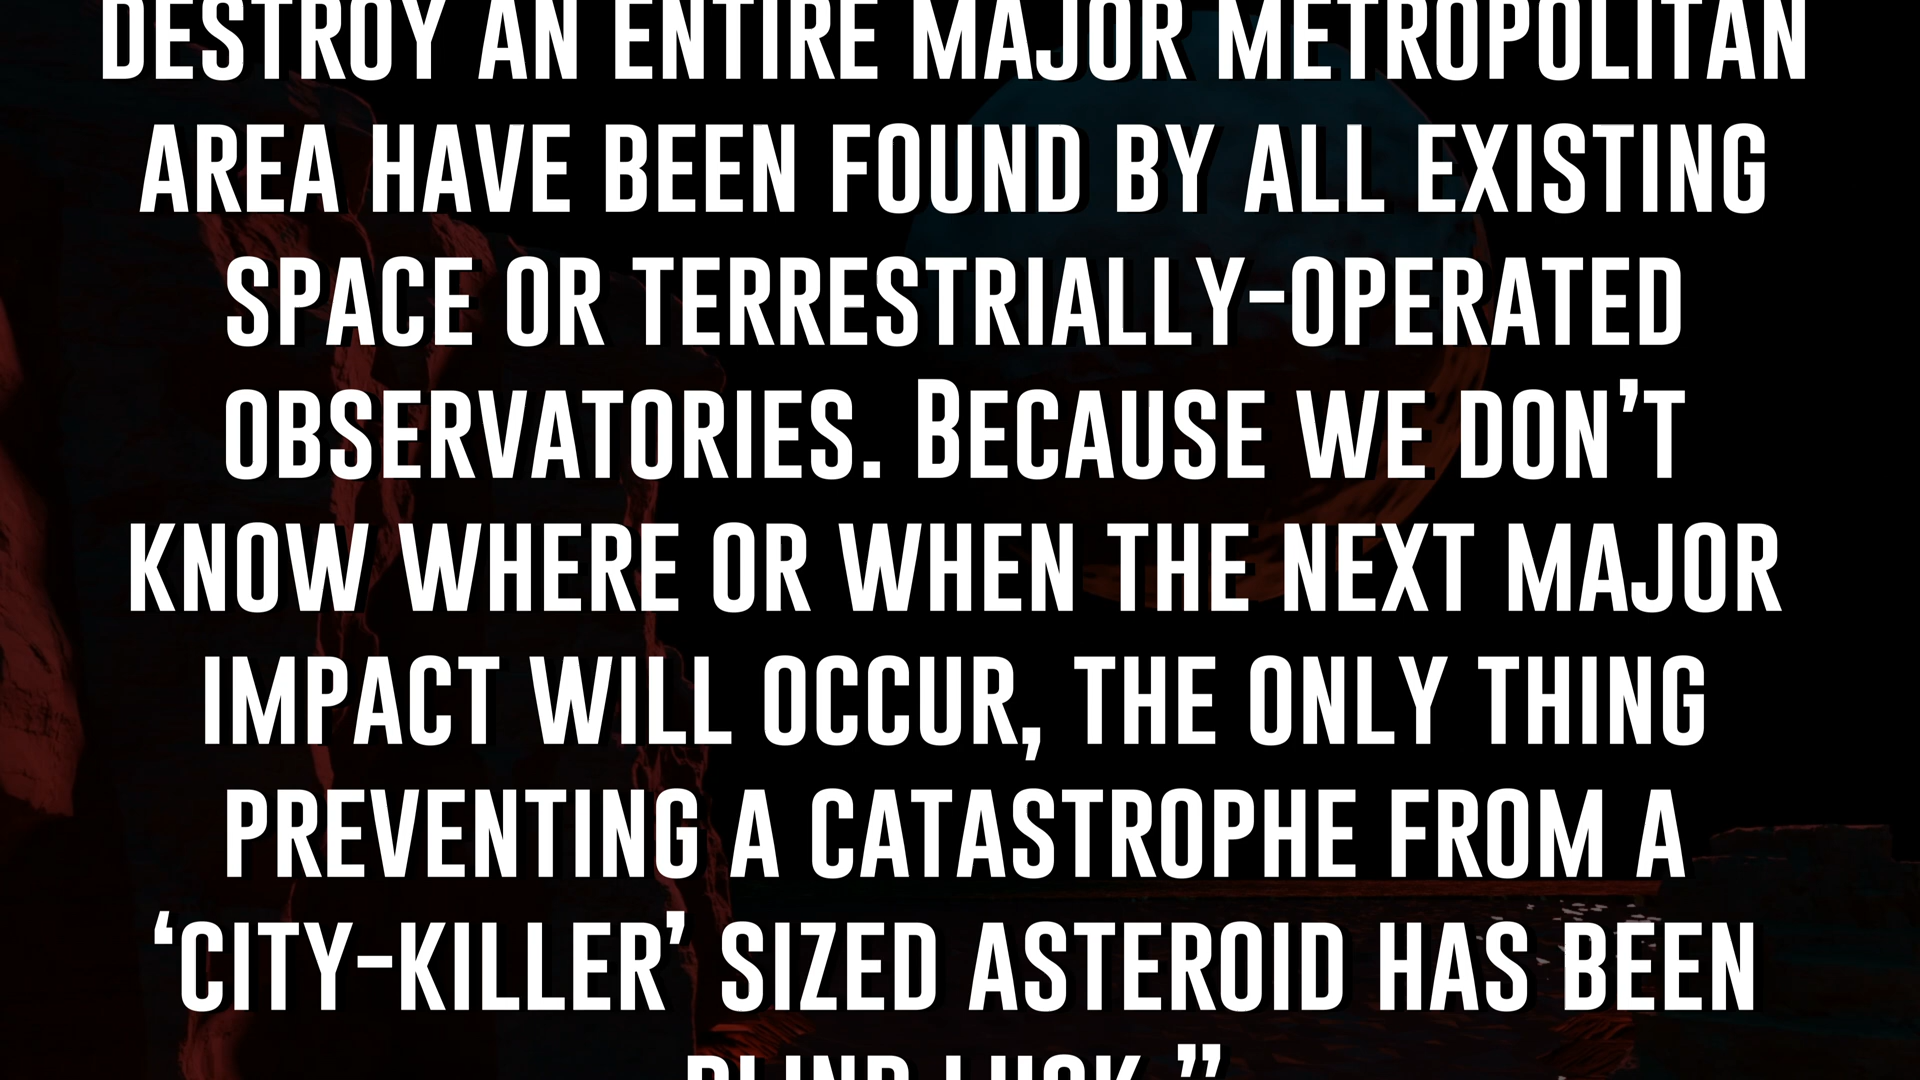 DESTROY AN ENTIRE MAJOR METROPOLITAN
AREA HAVE BEEN FOUND BY ALL EXISTING
SPACE OR TERRESTRIALLY-OPERATED
OBSERVATORIES. BECAUSE WE DON’T
KNOW WHERE OR WHEN THE NEXT MAJOR
IMPACT WILL OCCUR, THE ONLY THING
PREVENTING A CATASTROPHE FROM A
‘CITY-KILLER’ SIZED ASTEROID HAS BEEN
BLIND LUCK.”